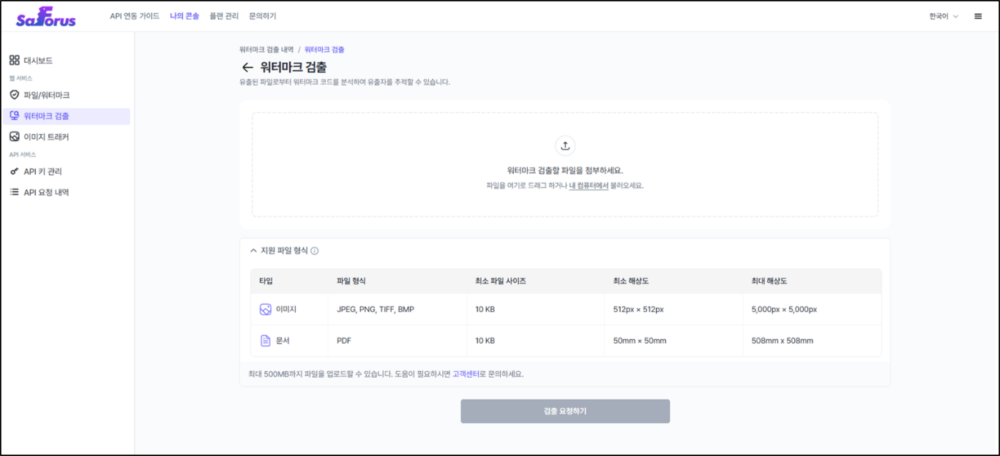 SaForus
API 연동 가이드 나의 콘솔 플랜 관리 문의하기 한국어
대시보드
웹 서비스
파일/워터마크
워터마크 검출
이미지 트래커
API 서비스
API 키 관리
API 요청 내역
워터마크 검출 내역 / 워터마크 검출
워터마크 검출
유출된 파일로부터 워터마크 코드를 분석하여 유출자를 추적할 수 있습니다.
워터마크 검출할 파일을 첨부하세요.
파일을 여기로 드래그 하거나 내 컴퓨터에서 불러오세요.
지원 파일 형식
타입 파일 형식 최소 파일 사이즈 최소 해상도 최대 해상도
이미지 JPEG, PNG, TIFF, BMP 10 KB 512px × 512px 5,000px × 5,000px
문서 PDF 10 KB 50mm × 50mm 508mm x 508mm
최대 500MB까지 파일을 업로드할 수 있습니다. 도움이 필요하시면 고객센터로 문의하세요.
검출 요청하기